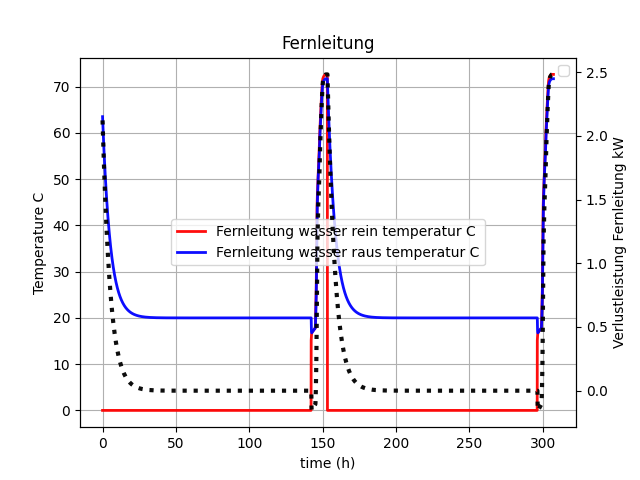 Fernleitung
Temperature C
70
60
50
40
30
20
10
0
Fernleitung wasser rein temperatur C
Fernleitung wasser raus temperatur C
2.5
2.0
1.5
1.0
0.5
0.0
Verlustleistung Fernleitung kW
0 50 100 150 200 250 300
time (h)